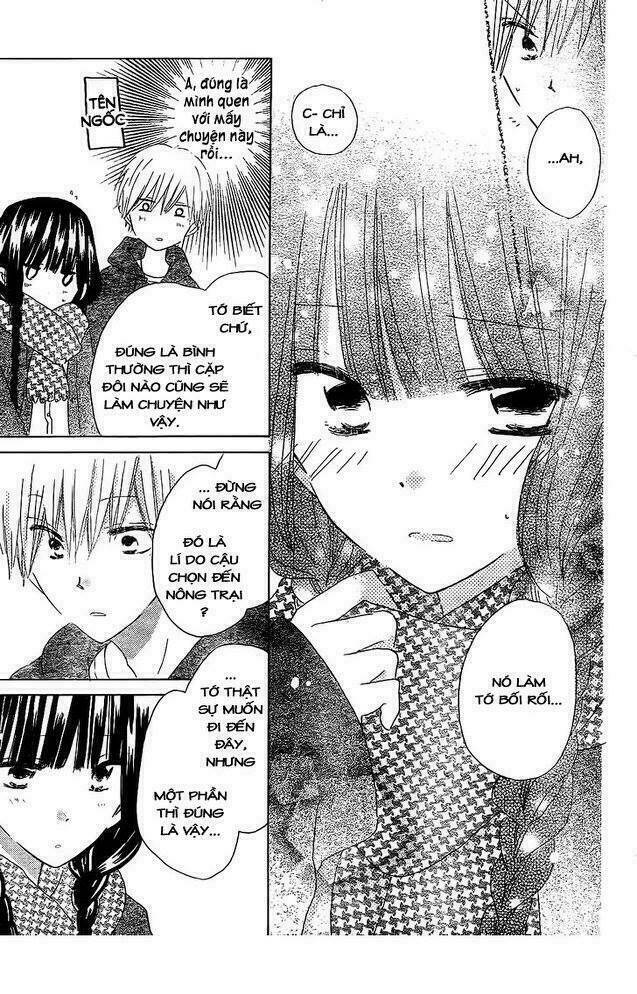 ...AH,
C- CHỈ
LÀ...
NÓ LÀM
TỚ BỐI RỐI...
A, đúng là
mình quen
với mấy
chuyện này
rồi...
TÊN
NGỐC
TỚ BIẾT
CHỨ,
ĐÚNG LÀ BÌNH
THƯỜNG THÌ CẶP
ĐÔI NÀO CŨNG SẼ
LÀM CHUYỆN NHƯ
VẬY.
... ĐỪNG
NÓI RẰNG
ĐÓ LÀ
LÍ DO CẬU
CHỌN ĐẾN
NÔNG TRẠI
?
...
TỚ THẬT
SỰ MUỐN
ĐI ĐẾN
ĐÂY,
NHƯNG
MỘT PHẦN
THÌ ĐÚNG
LÀ VẬY...